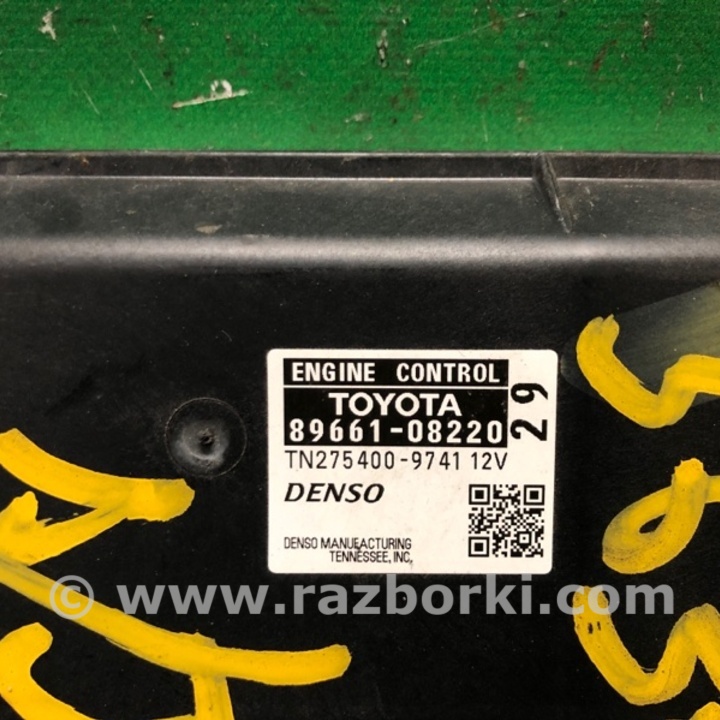 ENGINE CONTROL
TOYOTA
89661-08220
29
TN275400-9741 12V
DENSO
DENSO MANUFACTURING
TENNESSEE, INC.
© www.razborki.com